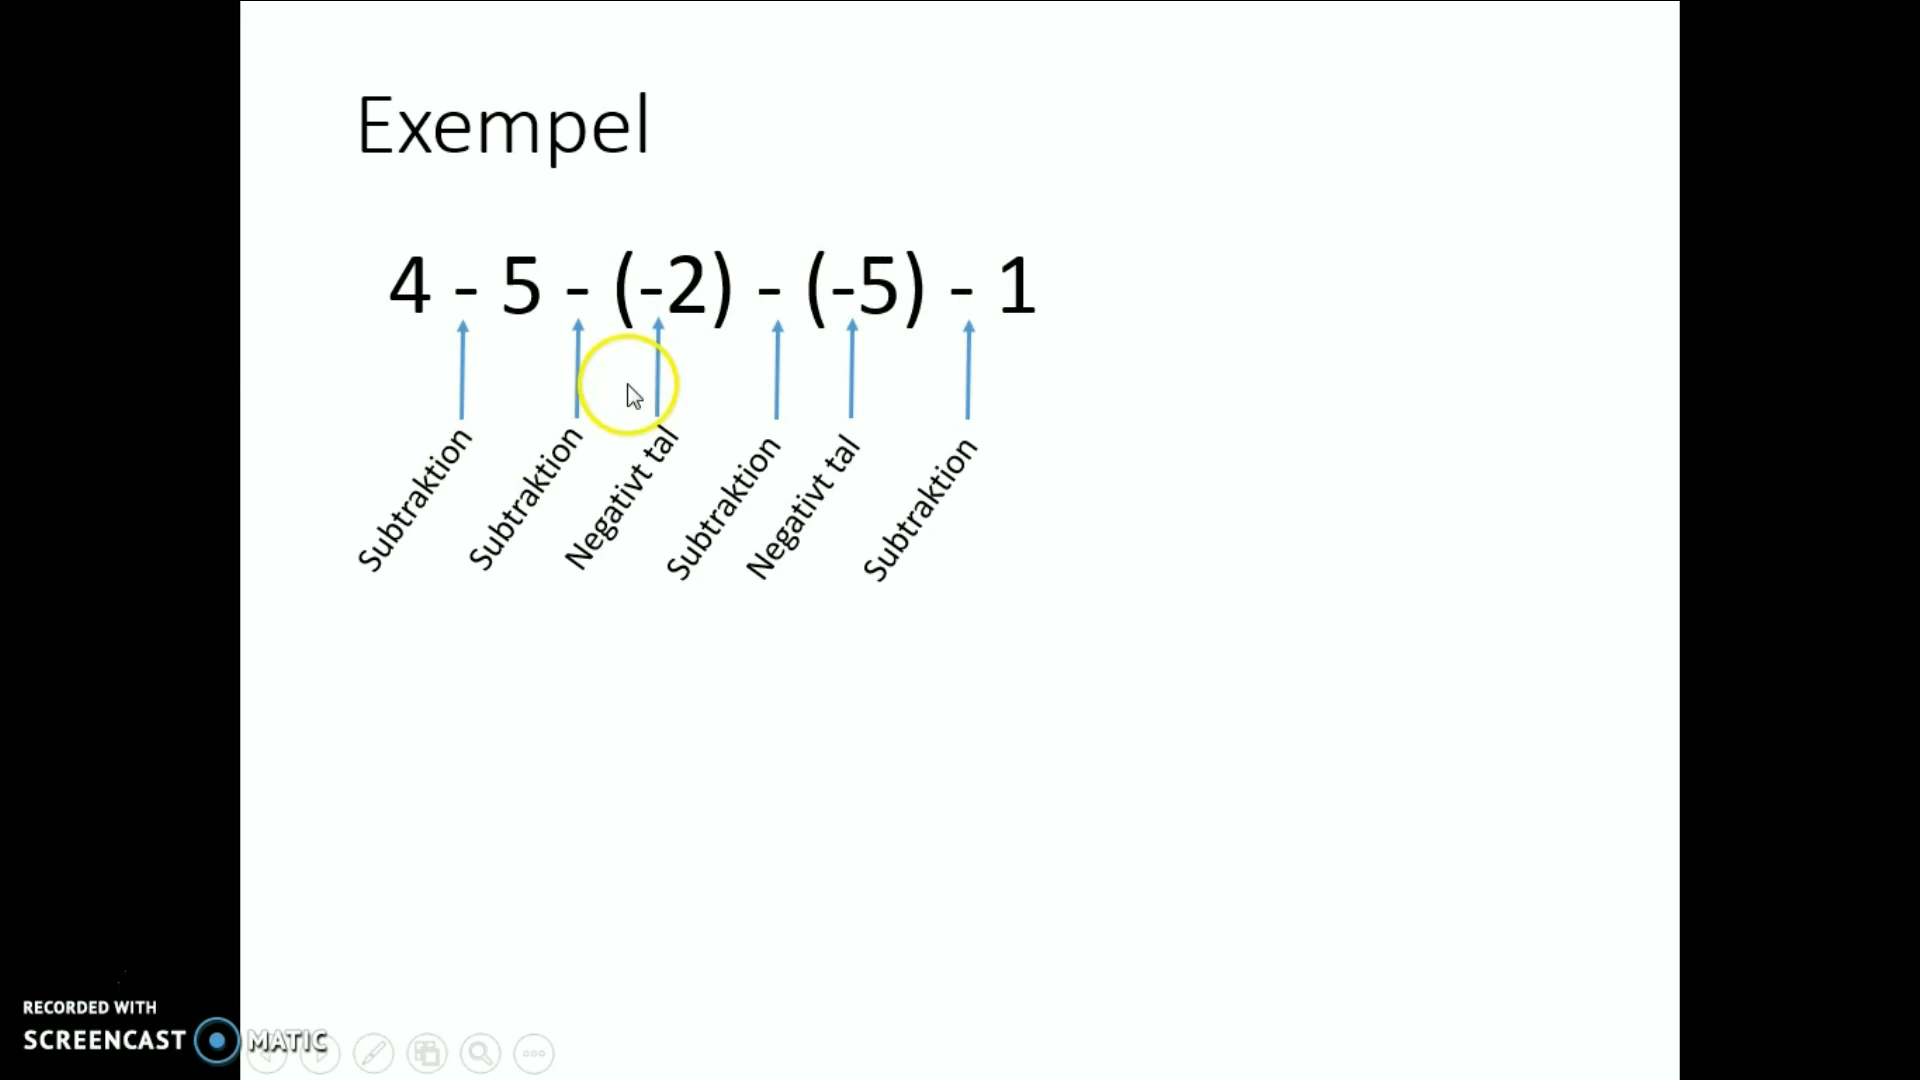 Exempel
4 - 5 - (-2) - (-5) - 1
Subtraktion
Subtraktion
Negativt tal
Subtraktion
Negativt tal
Subtraktion
RECORDED WITH
SCREENCAST MATIC